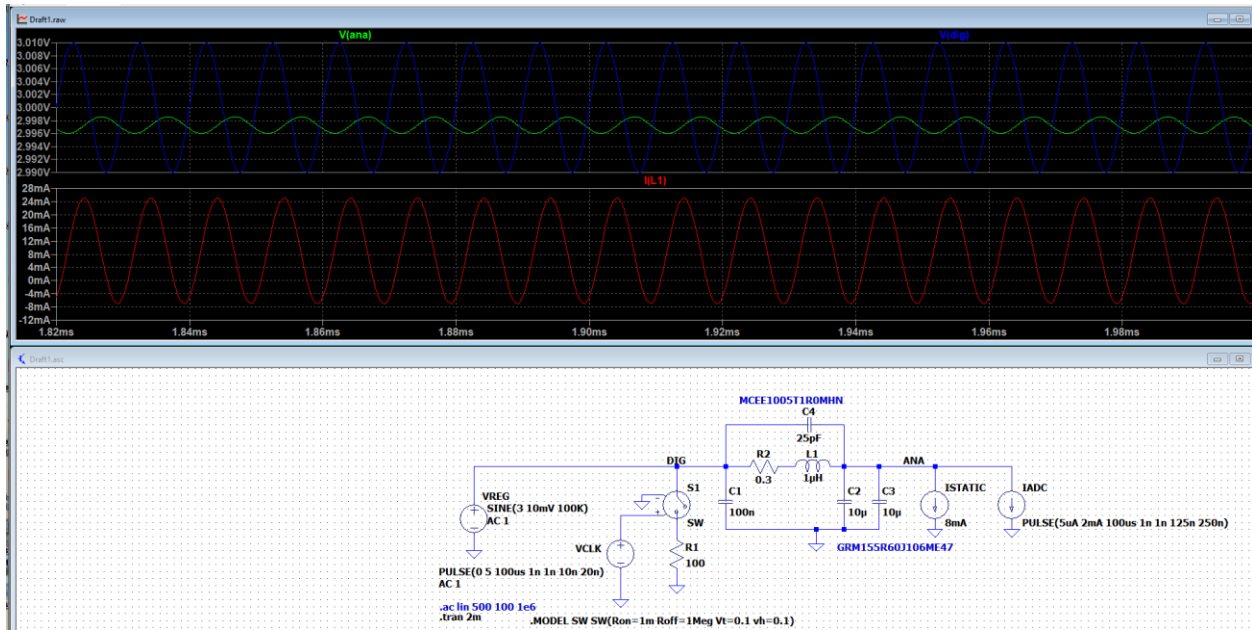 Draft1.raw
V(ana) V(dig)
3.010V
3.008V
3.006V
3.004V
3.002V
3.000V
2.998V
2.996V
2.994V
2.992V
2.990V
I(L1)
28mA
24mA
20mA
16mA
12mA
8mA
4mA
0mA
-4mA
-8mA
-12mA
1.82ms 1.84ms 1.86ms 1.88ms 1.90ms 1.92ms 1.94ms 1.96ms 1.98ms
Draft1.asc
MCEE1005T1R0MHN
C4
25pF
DIG R2 L1 ANA
0.3 1µH
VREG
SINE(3 10mV 100K)
AC 1
S1
SW
C1
100n
C2
10µ
C3
10µ
ISTATIC
8mA
IADC
PULSE(5uA 2mA 100us 1n 1n 125n 250n)
VCLK
R1
100
GRM155R60J106ME47
PULSE(0 5 100us 1n 1n 10n 20n)
AC 1
.ac lin 500 100 1e6
.tran 2m
.MODEL SW SW(Ron=1m Roff=1Meg Vt=0.1 vh=0.1)